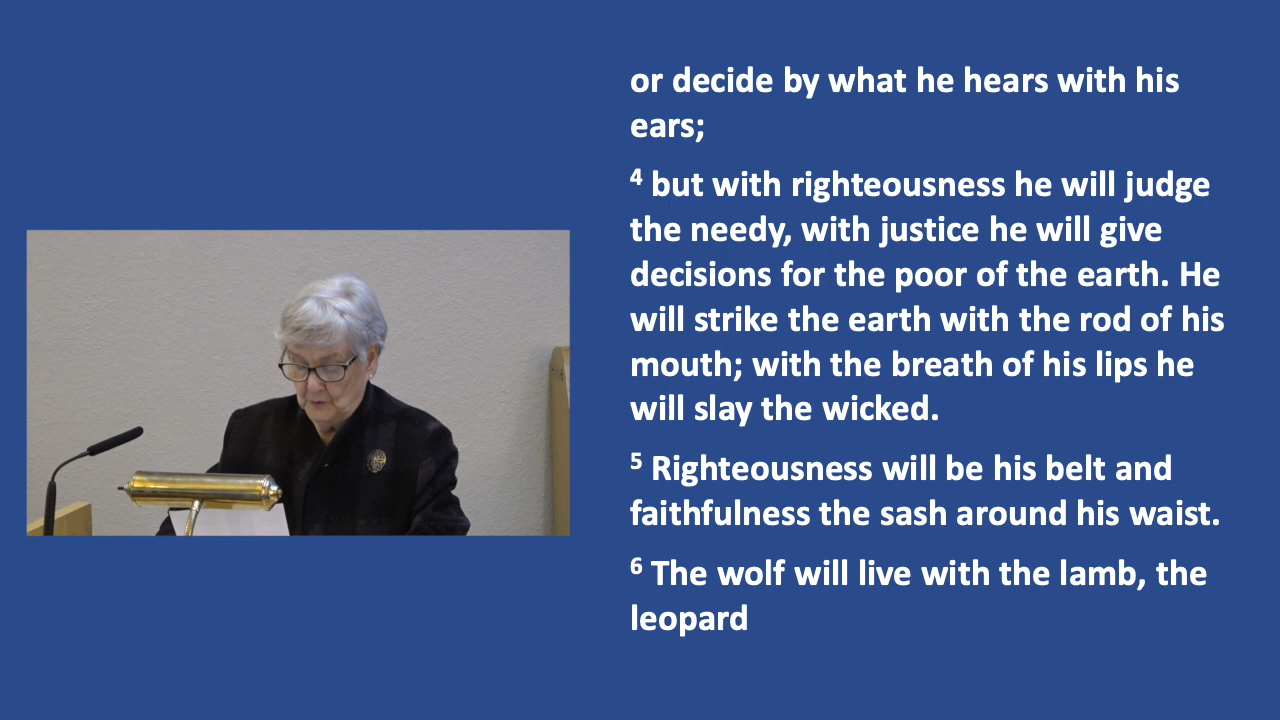 or decide by what he hears with his
ears;
4 but with righteousness he will judge
the needy, with justice he will give
decisions for the poor of the earth. He
will strike the earth with the rod of his
mouth; with the breath of his lips he
will slay the wicked.
5 Righteousness will be his belt and
faithfulness the sash around his waist.
6 The wolf will live with the lamb, the
leopard